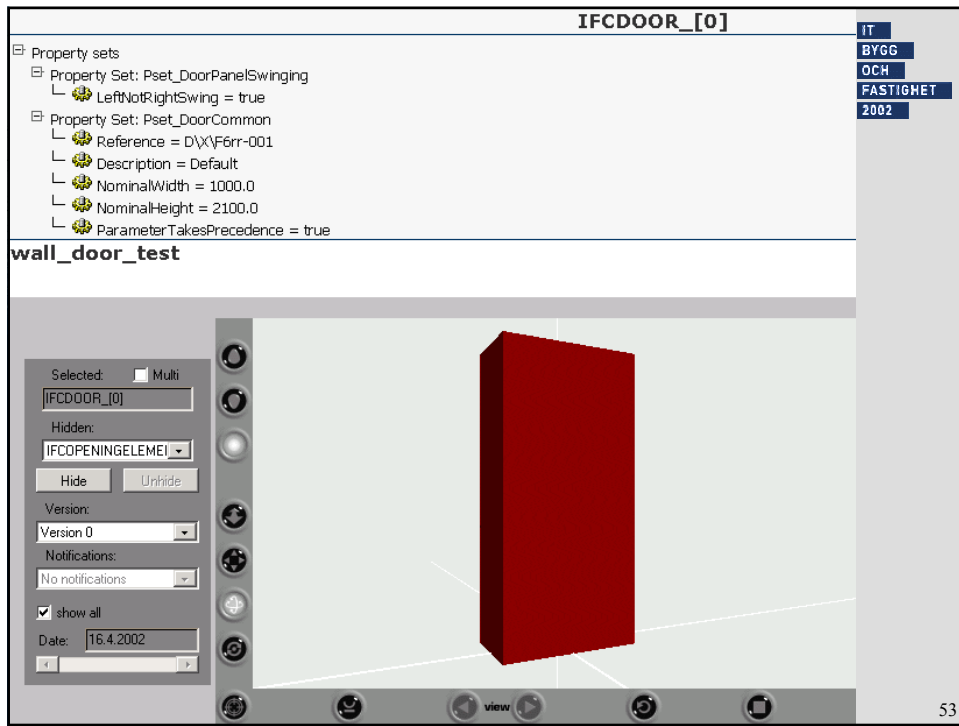 IFCDOOR_[0]
Property sets
Property Set: Pset_DoorPanelSwinging
LeftNotRightSwing = true
Property Set: Pset_DoorCommon
Reference = D\X\F6rr-001
Description = Default
NominalWidth = 1000.0
NominalHeight = 2100.0
ParameterTakesPrecedence = true
IT
BYGG
OCH
FASTIGHET
2002
wall_door_test
Selected: Multi
IFCDOOR_[0]
Hidden:
IFCOPENINGELEMEI
Hide Unhide
Version:
Version 0
Notifications:
No notifications
show all
Date: 16.4.2002
view
53